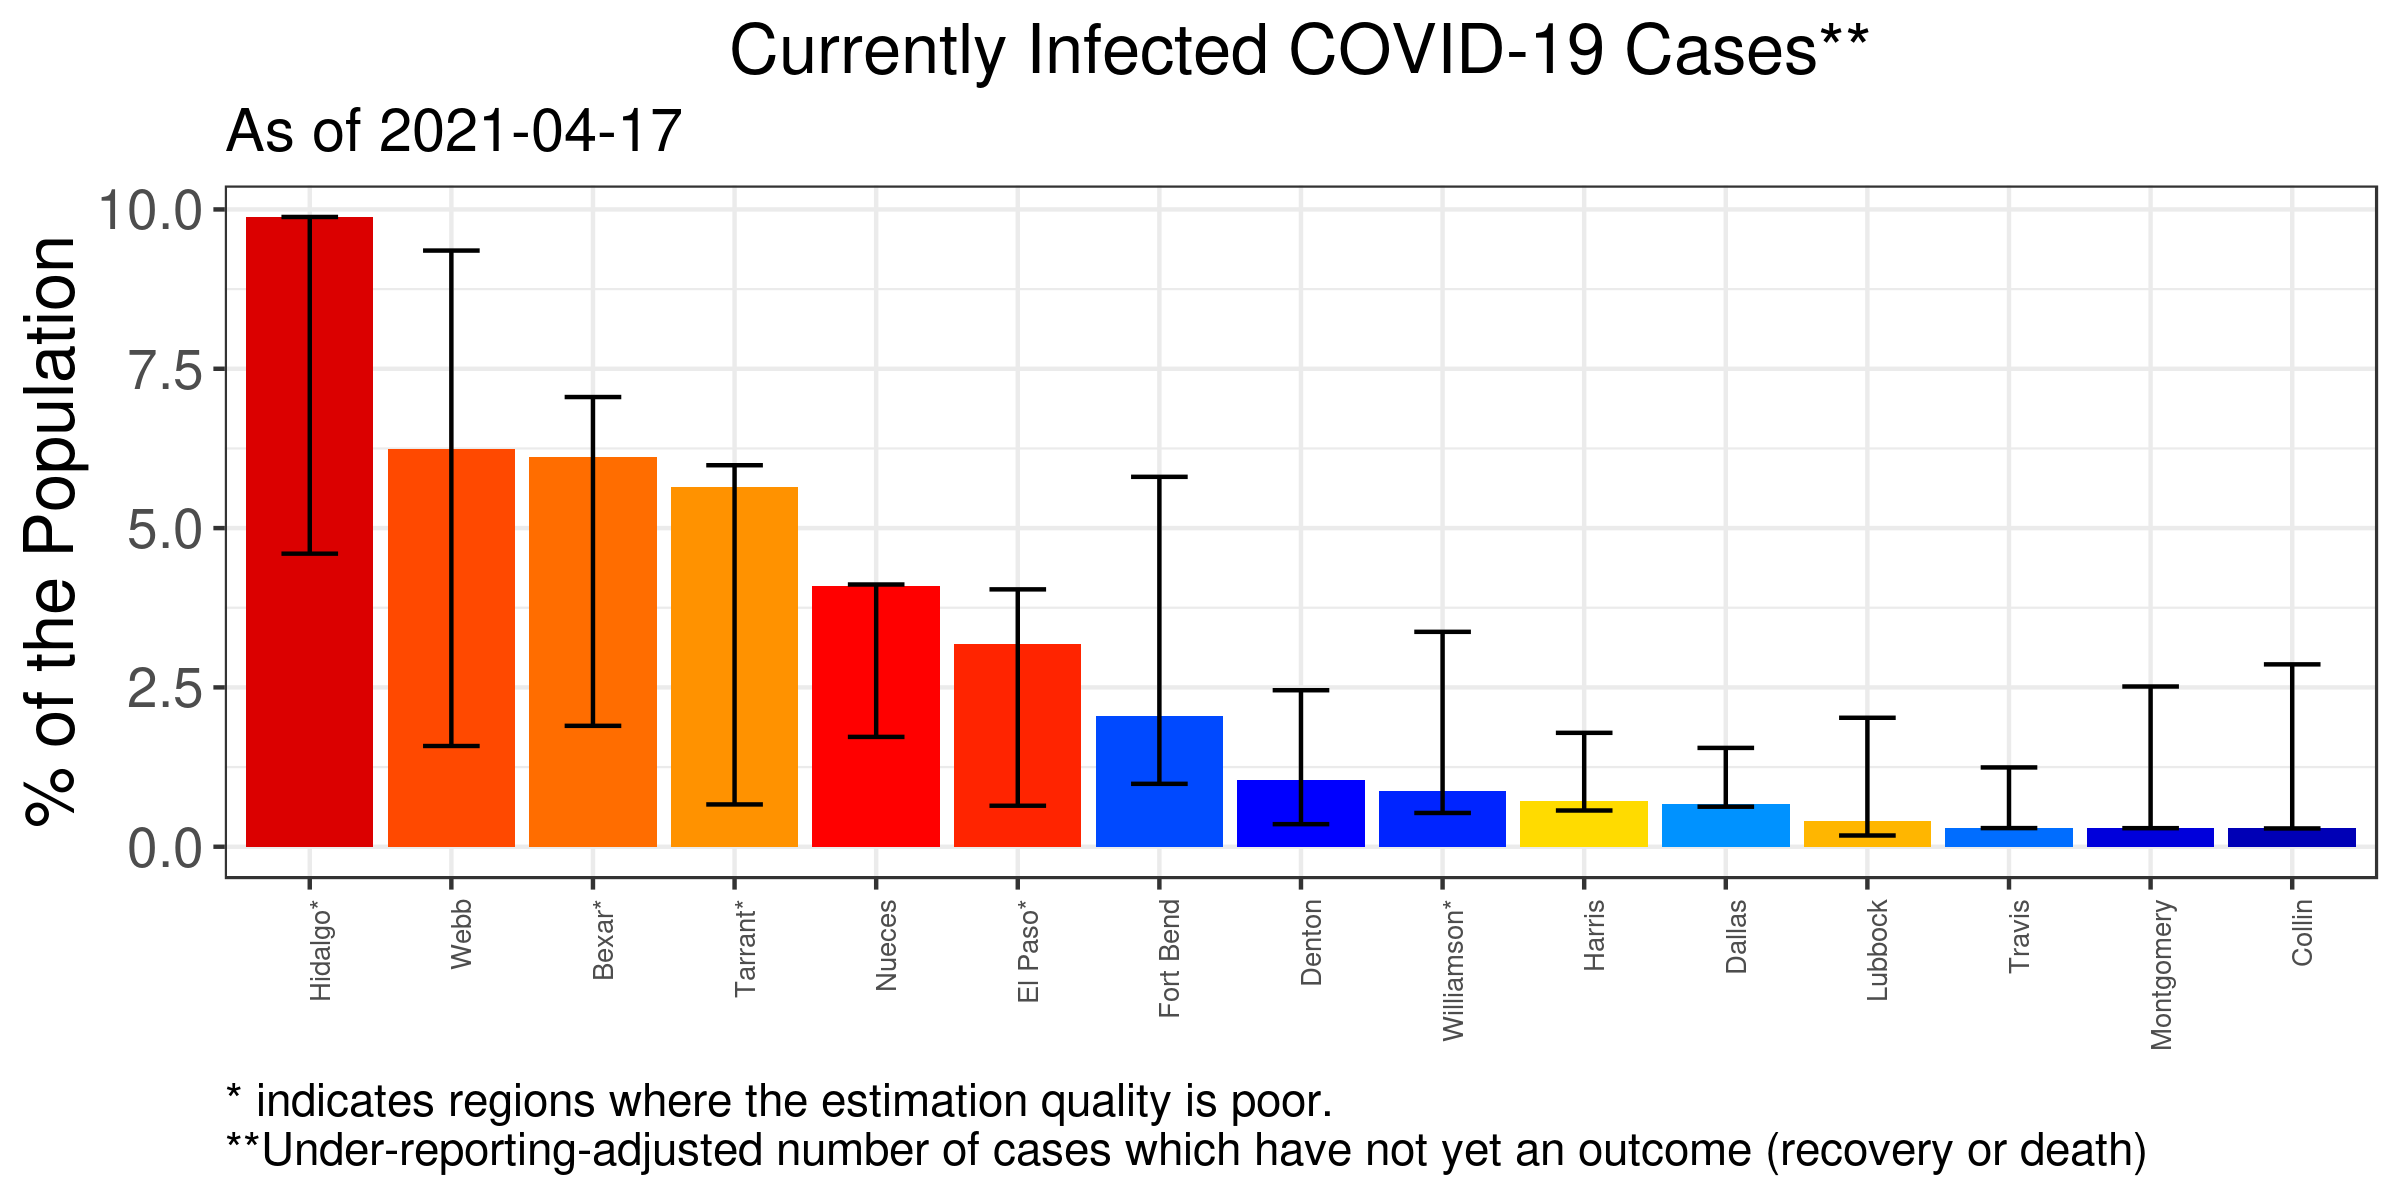 Currently Infected COVID-19 Cases**
As of 2021-04-17
% of the Population
10.0
7.5
5.0
2.5
0.0
Hidalgo*
Webb
Bexar*
Tarrant*
Nueces
El Paso*
Fort Bend
Denton
Williamson*
Harris
Dallas
Lubbock
Travis
Montgomery
Collin
* indicates regions where the estimation quality is poor.
**Under-reporting-adjusted number of cases which have not yet an outcome (recovery or death)